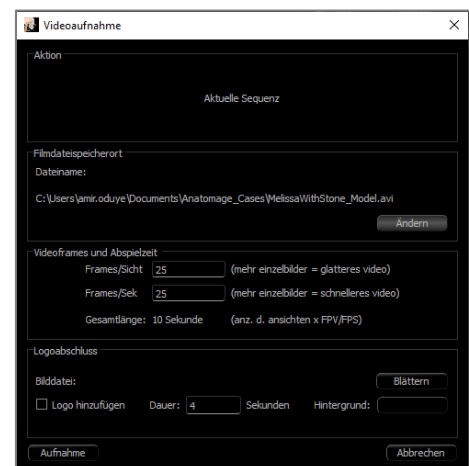 Videoaufnahme
Aktion
Aktuelle Sequenz
Filmdateispeicherort
Dateiname:
C:\Users\amir.oduye\Documents\Anatomage_Cases\MelissaWithStone_Model.avi
Ändern
Videoframes und Abspielzeit
Frames/Sicht 25 (mehr einzelbilder = glatteres video)
Frames/Sek 25 (mehr einzelbilder = schnelleres video)
Gesamtlänge: 10 Sekunde (anz. d. ansichten x FPV/FPS)
Logoabschluss
Bilddatei: Blättern
Logo hinzufügen Dauer: 4 Sekunden Hintergrund:
Aufnahme Abbrechen